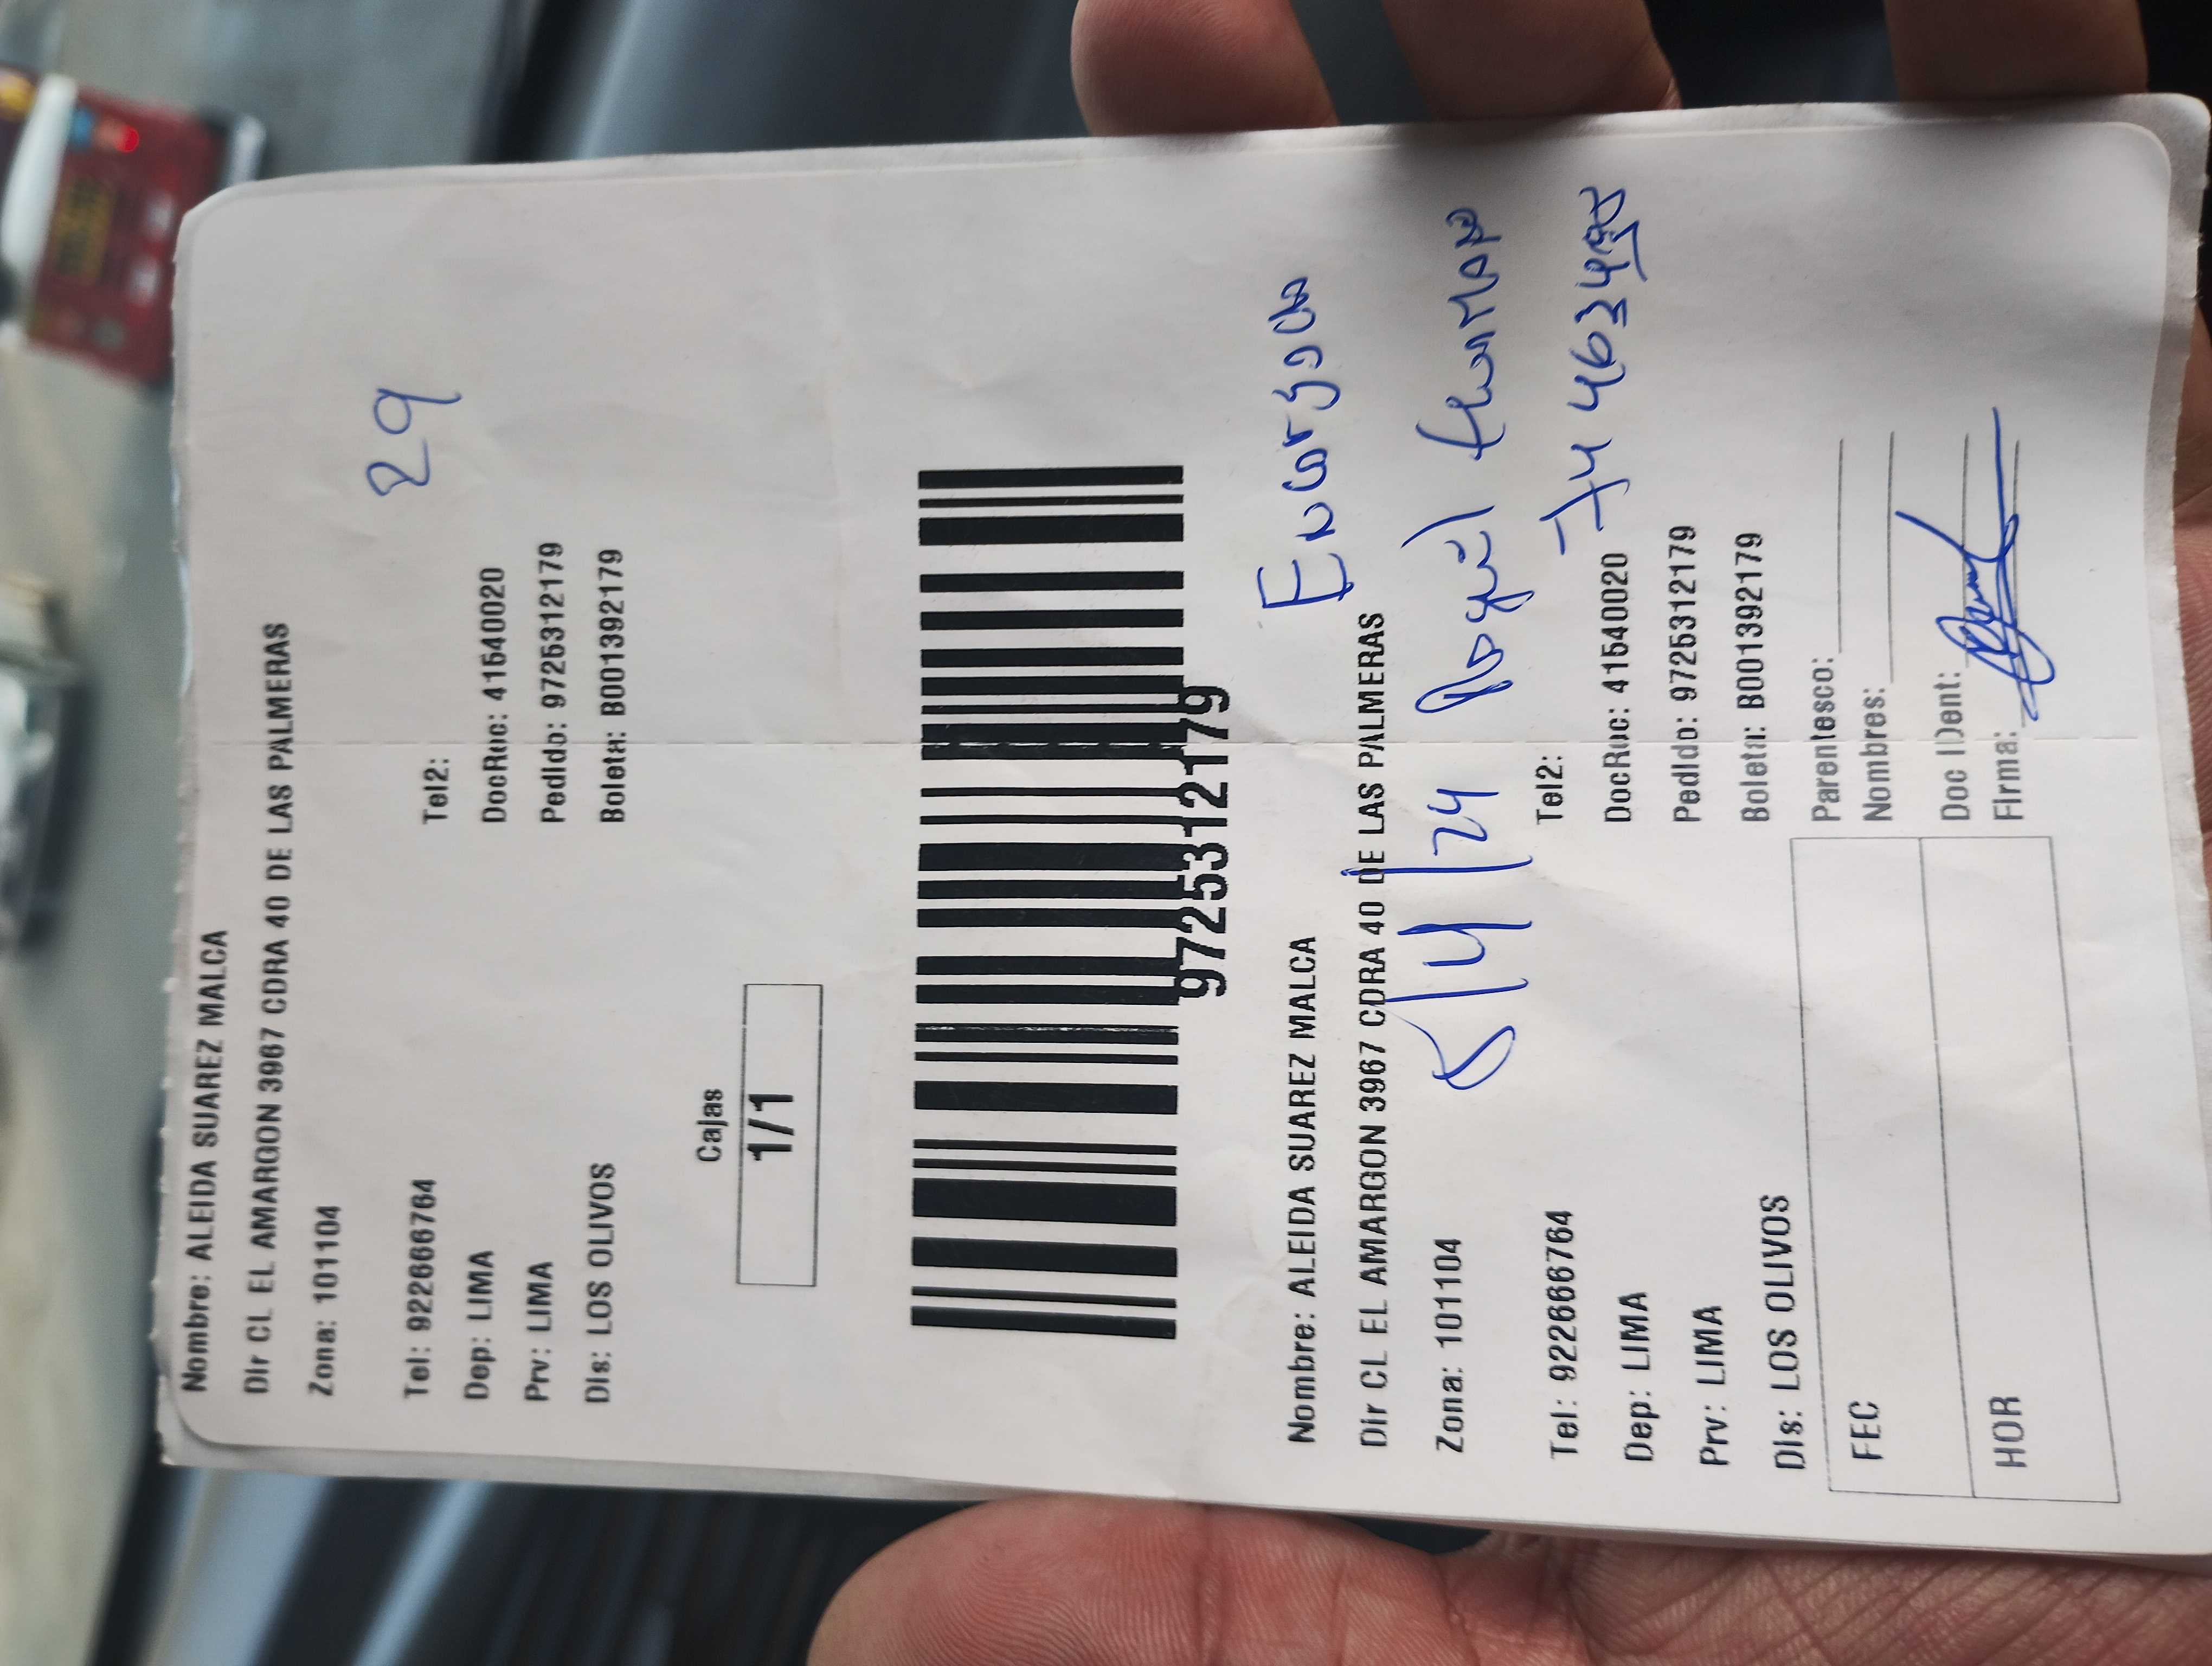 Nombre: ALEIDA SUAREZ MALCA
Dir CL EL AMARGON 3967 CDRA 40 DE LAS PALMERAS
Zona: 101104
29
Tel: 922666764 Tel2:
Dep: LIMA DocRuc: 41540020
Prv: LIMA Pedido: 9725312179
Dis: LOS OLIVOS Boleta: B001392179
Cajas
1/1
9725312179
Encargado
Nombre: ALEIDA SUAREZ MALCA
Dir CL EL AMARGON 3967 CDRA 40 DE LAS PALMERAS
Zona: 101104
Tel: 922666764 Tel2:
Dep: LIMA DocRuc: 41540020
Prv: LIMA Pedido: 9725312179
Dis: LOS OLIVOS Boleta: B001392179
FEC Parentesco:
Nombres:
HOR Doc IDent:
Firma: